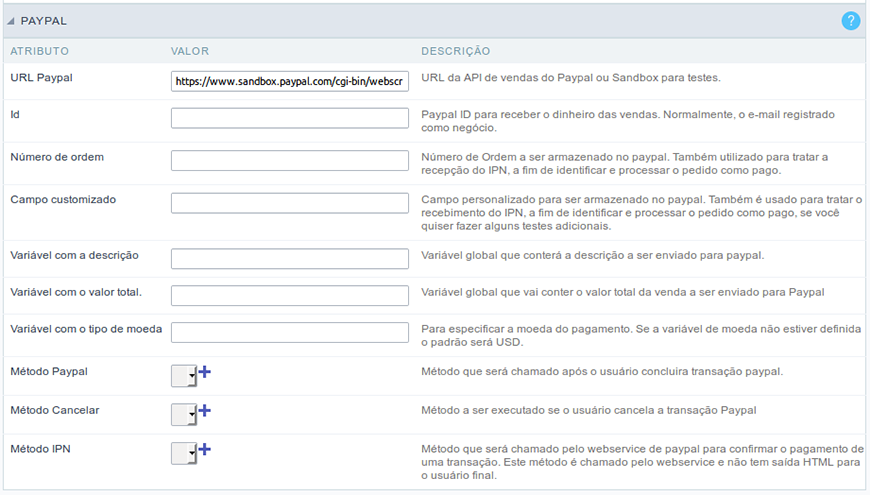 PAYPAL ?
ATRIBUTO VALOR DESCRIÇÃO
URL Paypal https://www.sandbox.paypal.com/cgi-bin/webscr URL da API de vendas do Paypal ou Sandbox para testes.
Id Paypal ID para receber o dinheiro das vendas. Normalmente, o e-mail registrado
como negócio.
Número de ordem Número de Ordem a ser armazenado no paypal. Também utilizado para tratar a
recepção do IPN, a fim de identificar e processar o pedido como pago.
Campo customizado Campo personalizado para ser armazenado no paypal. Também é usado para tratar o
recebimento do IPN, a fim de identificar e processar o pedido como pago, se você
quiser fazer alguns testes adicionais.
Variável com a descrição Variável global que conterá a descrição a ser enviado para paypal.
Variável com o valor total. Variável global que vai conter o valor total da venda a ser enviado para Paypal
Variável com o tipo de moeda Para especificar a moeda do pagamento. Se a variável de moeda não estiver definida
o padrão será USD.
Método Paypal Método que será chamado após o usuário concluira transação paypal.
Método Cancelar Método a ser executado se o usuário cancela a transação Paypal
Método IPN Método que será chamado pelo webservice de paypal para confirmar o pagamento de
uma transação. Este método é chamado pelo webservice e não tem saída HTML para
o usuário final.